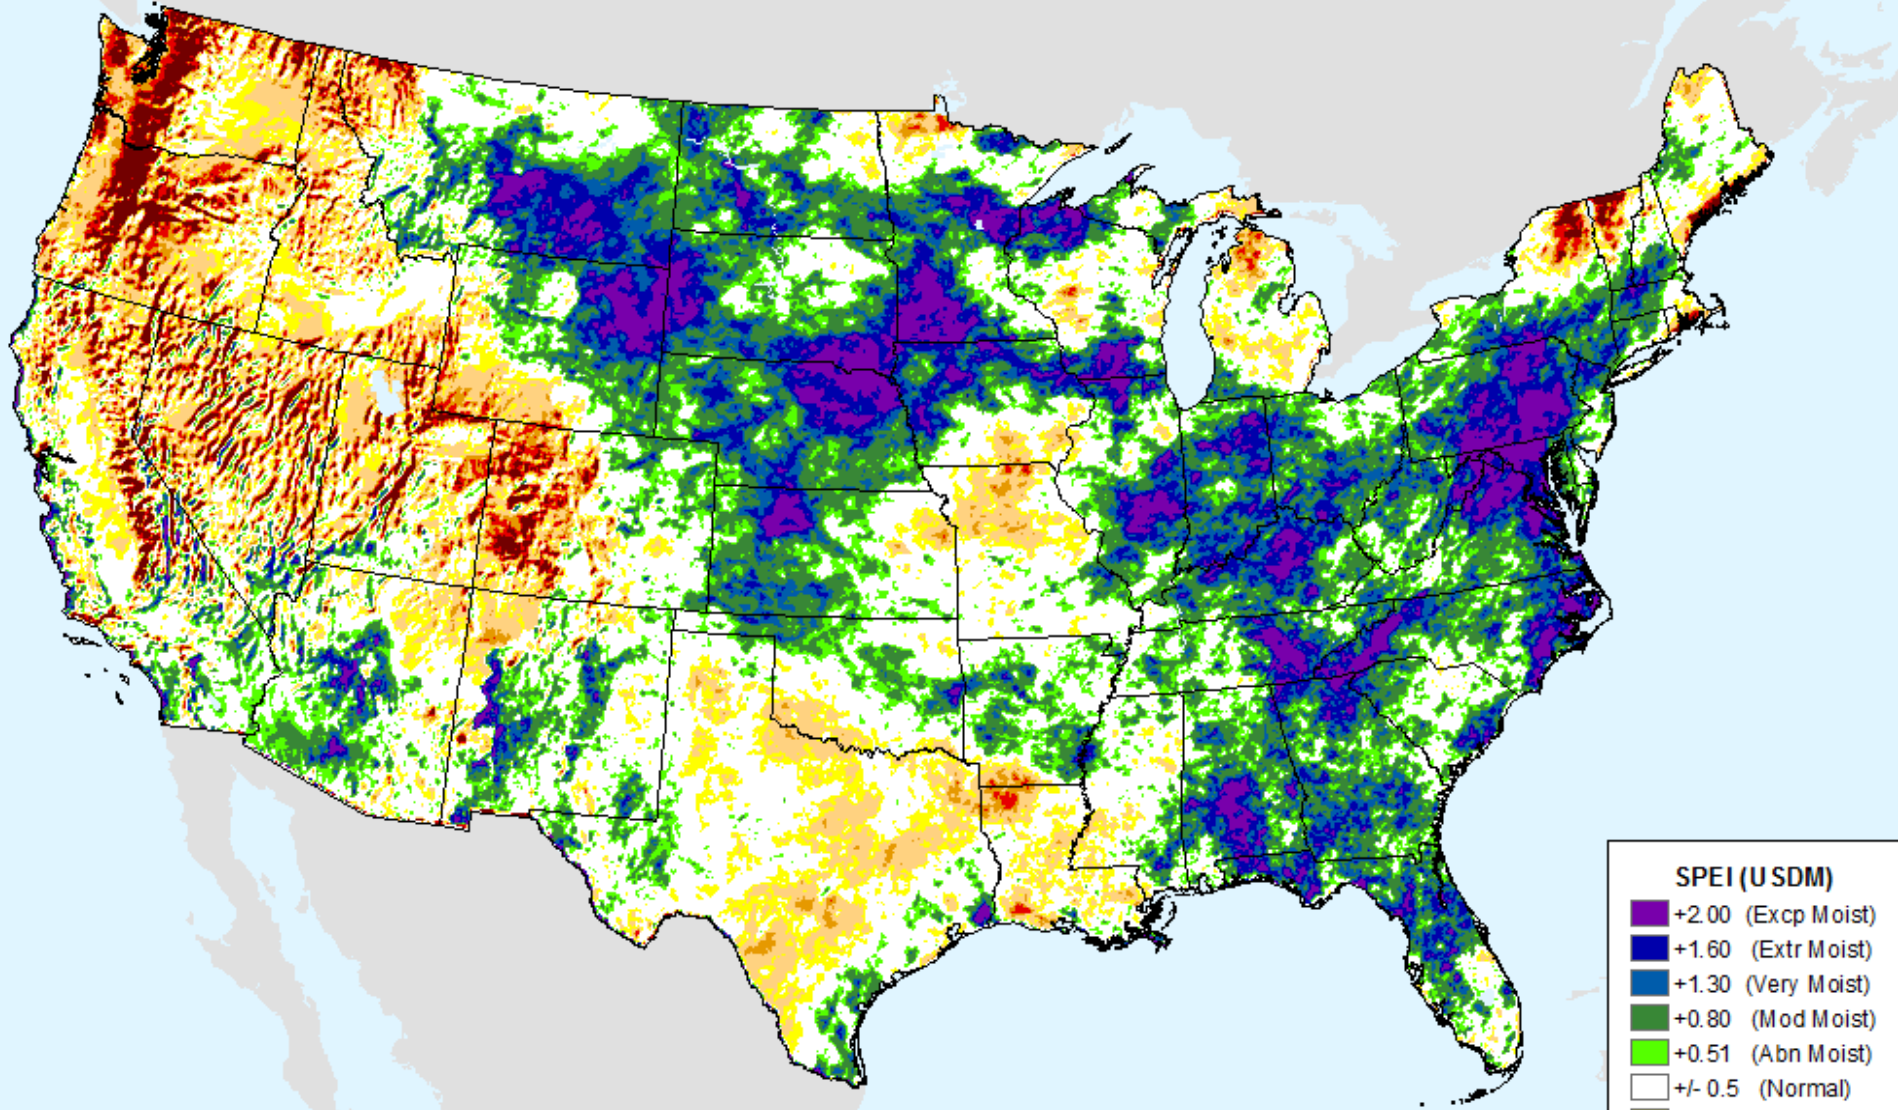 SPEI (USDM)
+2.00 (Excp Moist)
+1.60 (Extr Moist)
+1.30 (Very Moist)
+0.80 (Mod Moist)
+0.51 (Abn Moist)
+/- 0.5 (Normal)